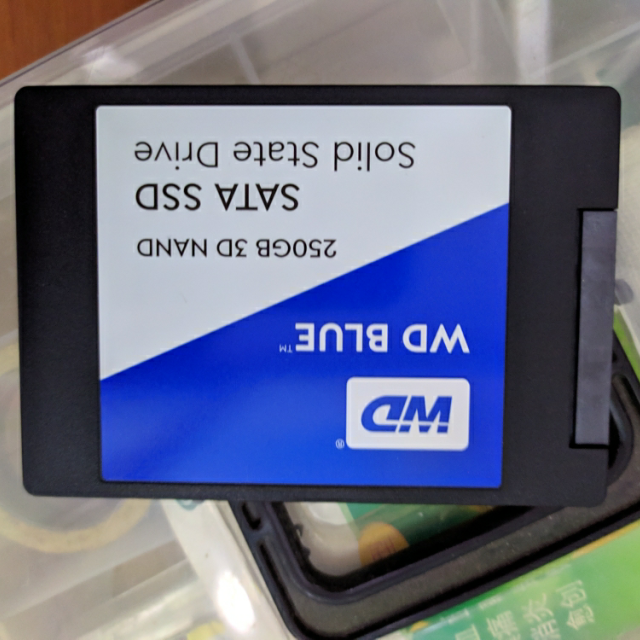 WD®
WD BLUE™
250GB 3D NAND
SATA SSD
Solid State Drive